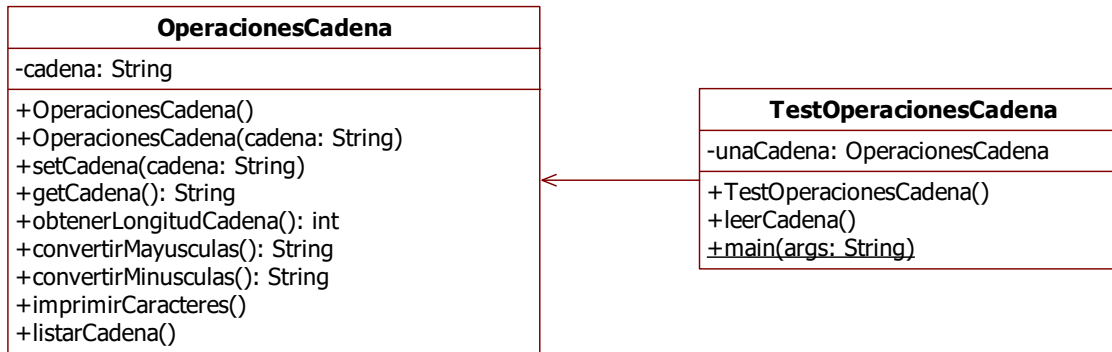 OperacionesCadena
-cadena: String
+OperacionesCadena()
+OperacionesCadena(cadena: String)
+setCadena(cadena: String)
+getCadena(): String
+obtenerLongitudCadena(): int
+convertirMayusculas(): String
+convertirMinusculas(): String
+imprimirCaracteres()
+listarCadena()
TestOperacionesCadena
-unaCadena: OperacionesCadena
+TestOperacionesCadena()
+leerCadena()
+main(args: String)